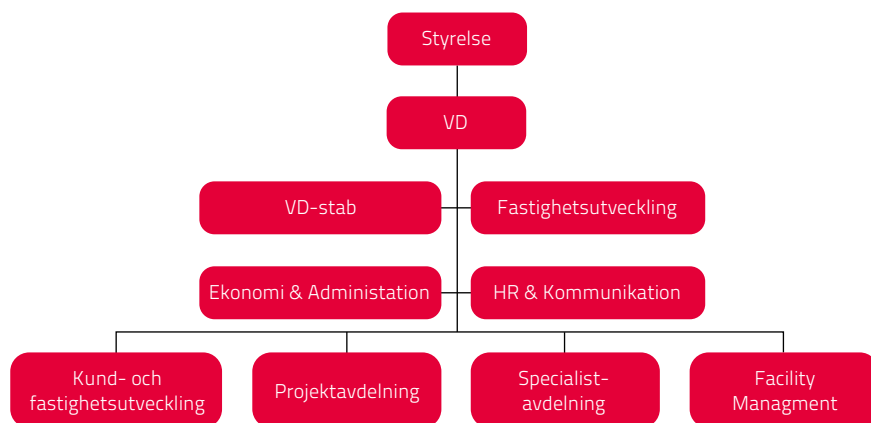 Styrelse
VD
VD-stab
Fastighetsutveckling
Ekonomi & Administation
HR & Kommunikation
Kund- och
fastighetsutveckling
Projektavdelning
Specialist-
avdelning
Facility
Managment